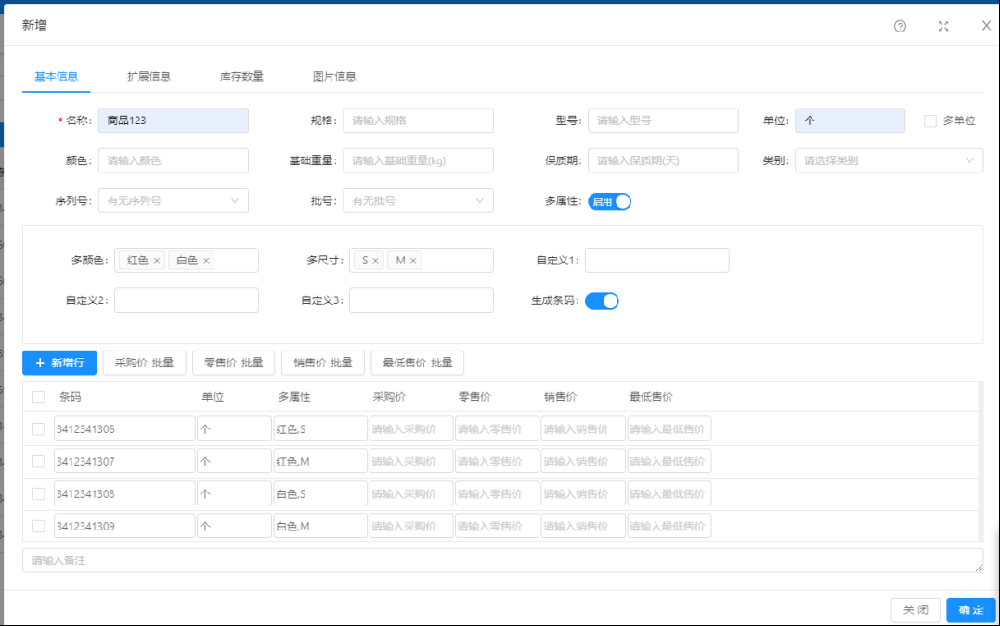 新增
基本信息 扩展信息 库存数量 图片信息
* 名称: 商品123 规格: 请输入规格 型号: 请输入型号 单位: 个 多单位
颜色: 请输入颜色 基础重量: 请输入基础重量(kg) 保质期: 请输入保质期(天) 类别: 请选择类别
序列号: 有无序列号 批号: 有无批号 多属性: 启用
多颜色: 红色 x 白色 x 多尺寸: S x M x 自定义1:
自定义2: 自定义3: 生成条码:
+ 新增行 采购价-批量 零售价-批量 销售价-批量 最低售价-批量
条码 单位 多属性 采购价 零售价 销售价 最低售价
3412341306 个 红色,S 请输入采购价 请输入零售价 请输入销售价 请输入最低售价
3412341307 个 红色,M 请输入采购价 请输入零售价 请输入销售价 请输入最低售价
3412341308 个 白色,S 请输入采购价 请输入零售价 请输入销售价 请输入最低售价
3412341309 个 白色,M 请输入采购价 请输入零售价 请输入销售价 请输入最低售价
请输入备注
关闭 确定